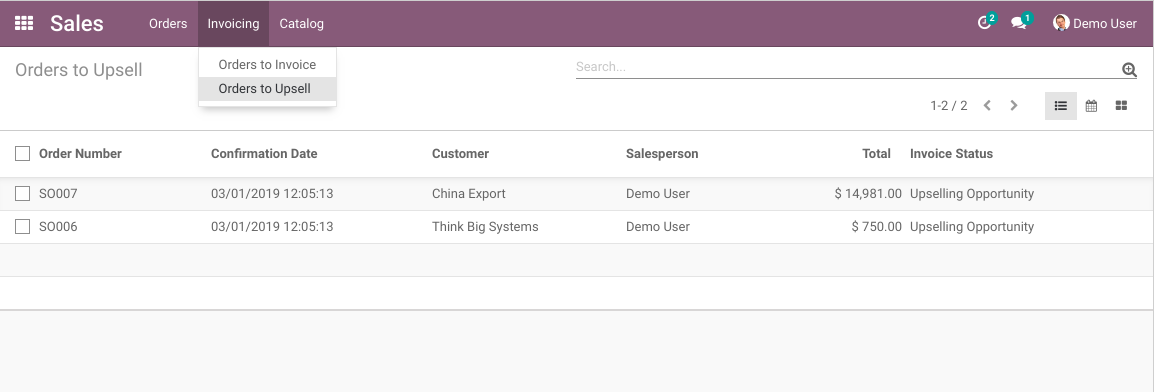 Sales Orders Invoicing Catalog 2 1 Demo User
Orders to Upsell Orders to Invoice Search...
Orders to Upsell
1-2 / 2
Order Number Confirmation Date Customer Salesperson Total Invoice Status
SO007 03/01/2019 12:05:13 China Export Demo User $ 14,981.00 Upselling Opportunity
SO006 03/01/2019 12:05:13 Think Big Systems Demo User $ 750.00 Upselling Opportunity